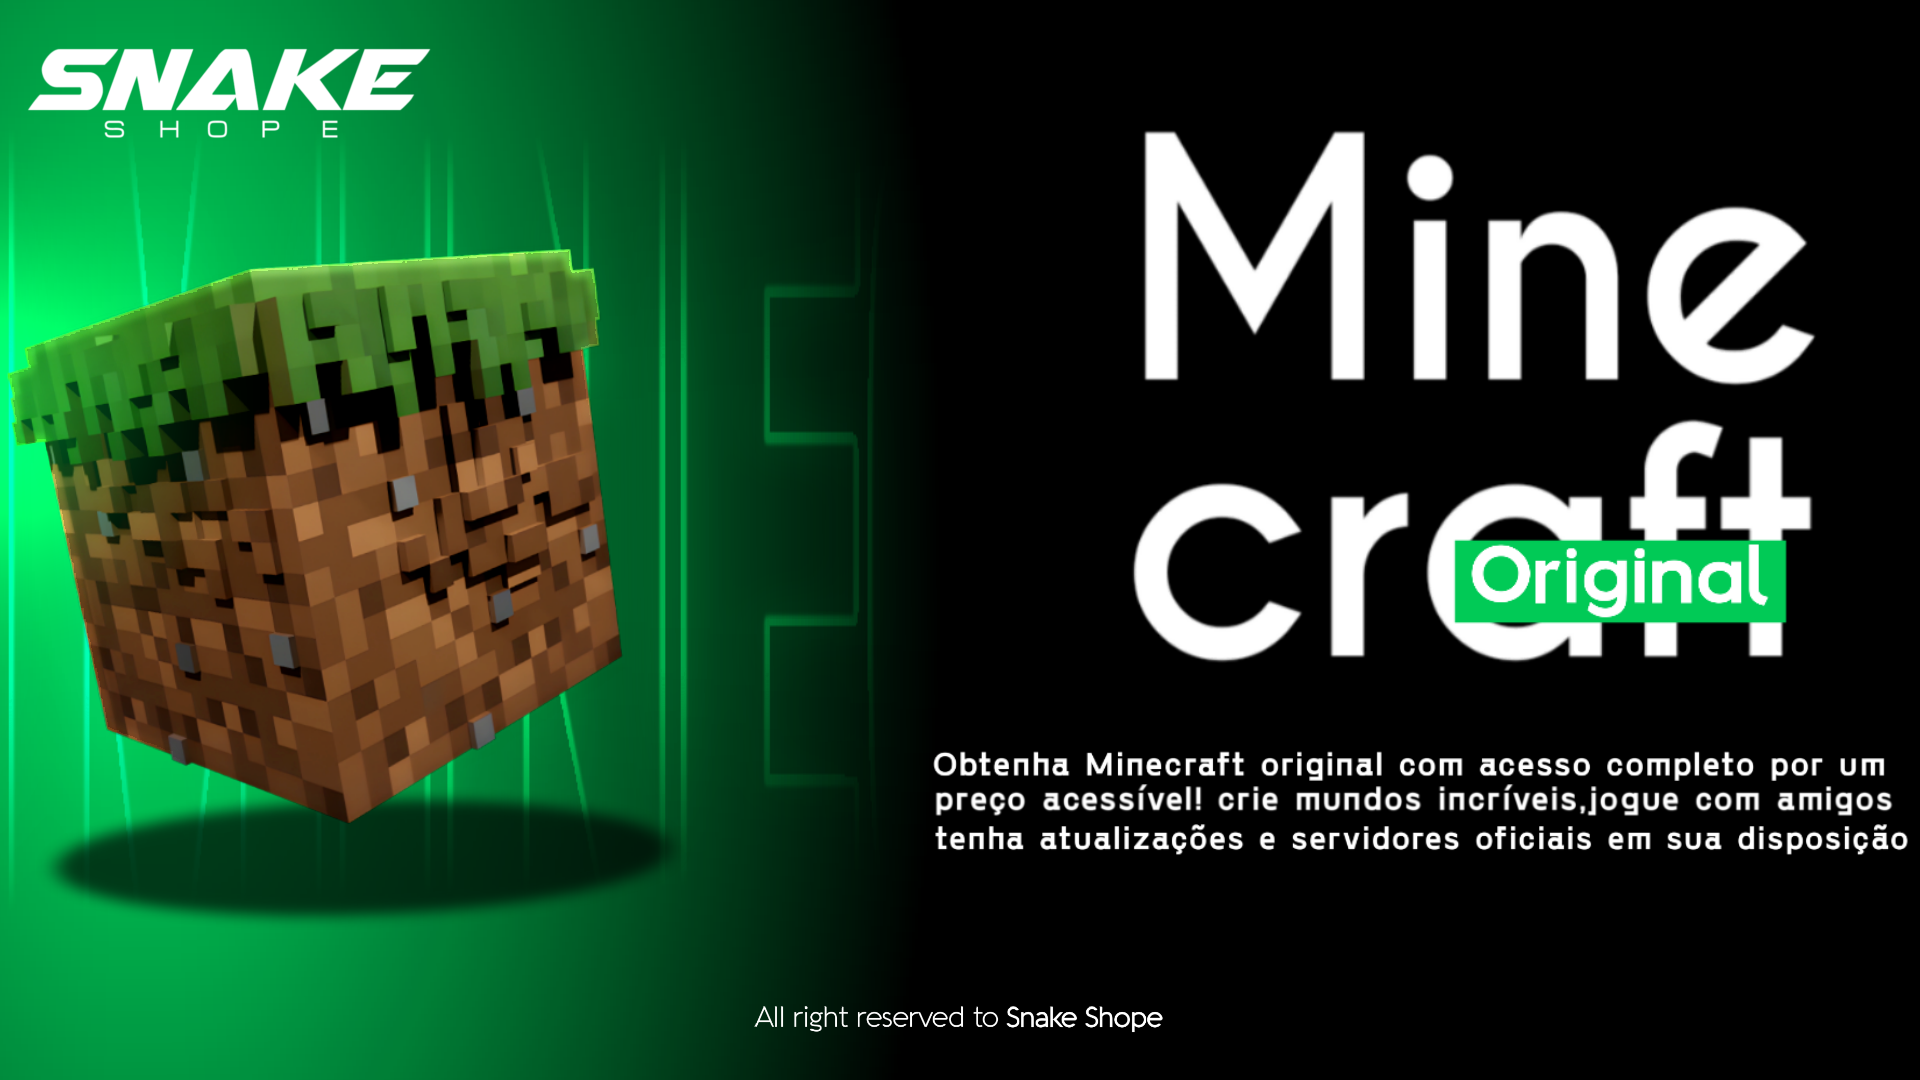 SNAKE
SHOPE
Mine
craft
Original
Obtenha Minecraft original com acesso completo por um
preço acessível! crie mundos incríveis,jogue com amigos
tenha atualizações e servidores oficiais em sua disposição
All right reserved to Snake Shope